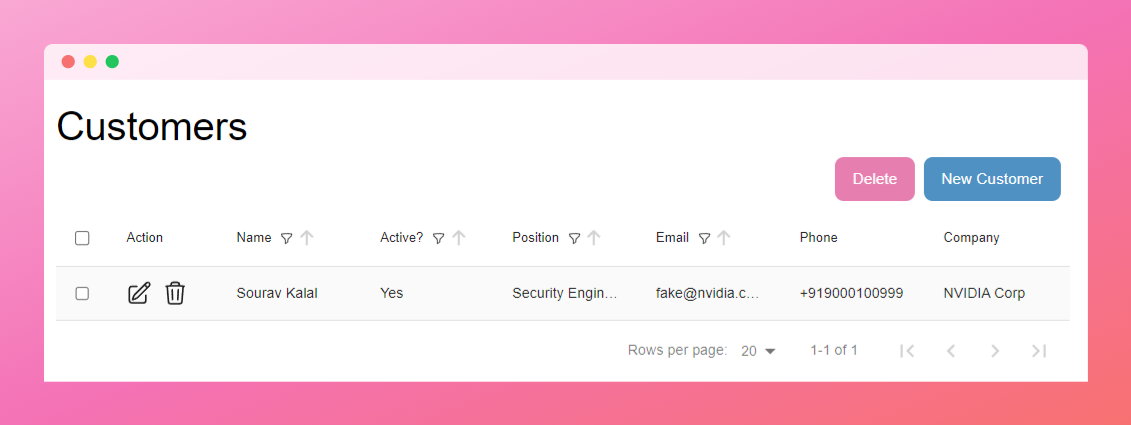 Customers
Delete New Customer
Action Name Active? Position Email Phone Company
Sourav Kalal Yes Security Engin... fake@nvidia.c... +919000100999 NVIDIA Corp
Rows per page: 20 1-1 of 1